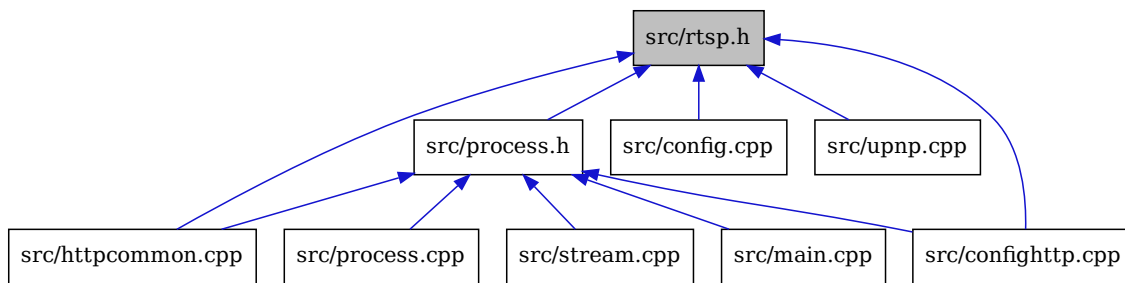 src/rtsp.h
src/process.h
src/config.cpp
src/upnp.cpp
src/httpcommon.cpp
src/process.cpp
src/stream.cpp
src/main.cpp
src/confighttp.cpp